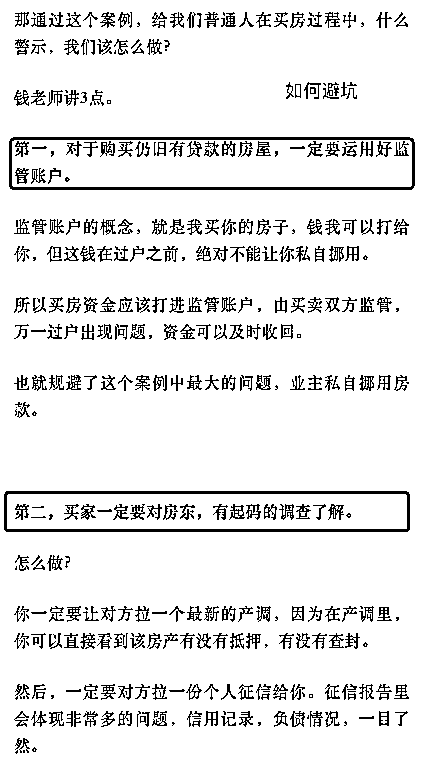 那通过这个案例，给我们普通人在买房过程中，什么
警示，我们该怎么做?
钱老师讲3点。
如何避坑
第一，对于购买仍旧有贷款的房屋，一定要运用好监
管账户。
监管账户的概念，就是我买你的房子，钱我可以打给
你，但这钱在过户之前，绝对不能让你私自挪用。
所以买房资金应该打进监管账户，由买卖双方监管，
万一过户出现问题，资金可以及时收回。
也就规避了这个案例中最大的问题，业主私自挪用房
款。
第二，买家一定要对房东，有起码的调查了解。
怎么做?
你一定要让对方拉一个最新的产调，因为在产调里，
你可以直接看到该房产有没有抵押，有没有查封。
然后，一定要对方拉一份个人征信给你。征信报告里
会体现非常多的问题，信用记录，负债情况，一目了
然。